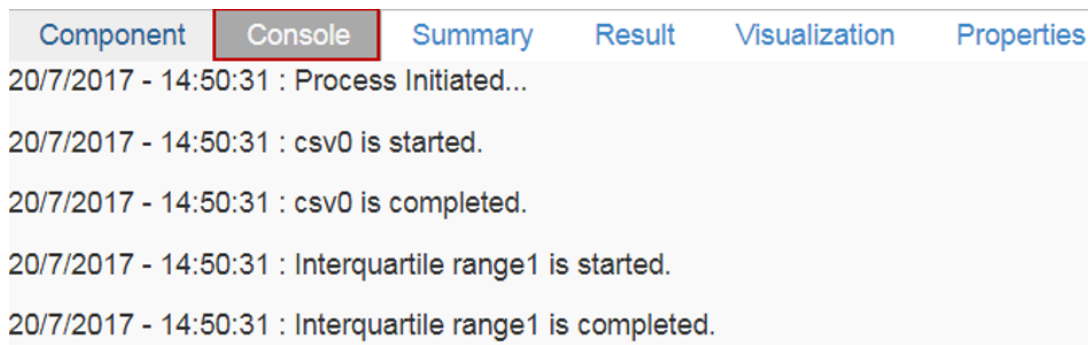 Component Console Summary Result Visualization Properties
20/7/2017 - 14:50:31 : Process Initiated...
20/7/2017 - 14:50:31 : csv0 is started.
20/7/2017 - 14:50:31 : csv0 is completed.
20/7/2017 - 14:50:31 : Interquartile range1 is started.
20/7/2017 - 14:50:31 : Interquartile range1 is completed.